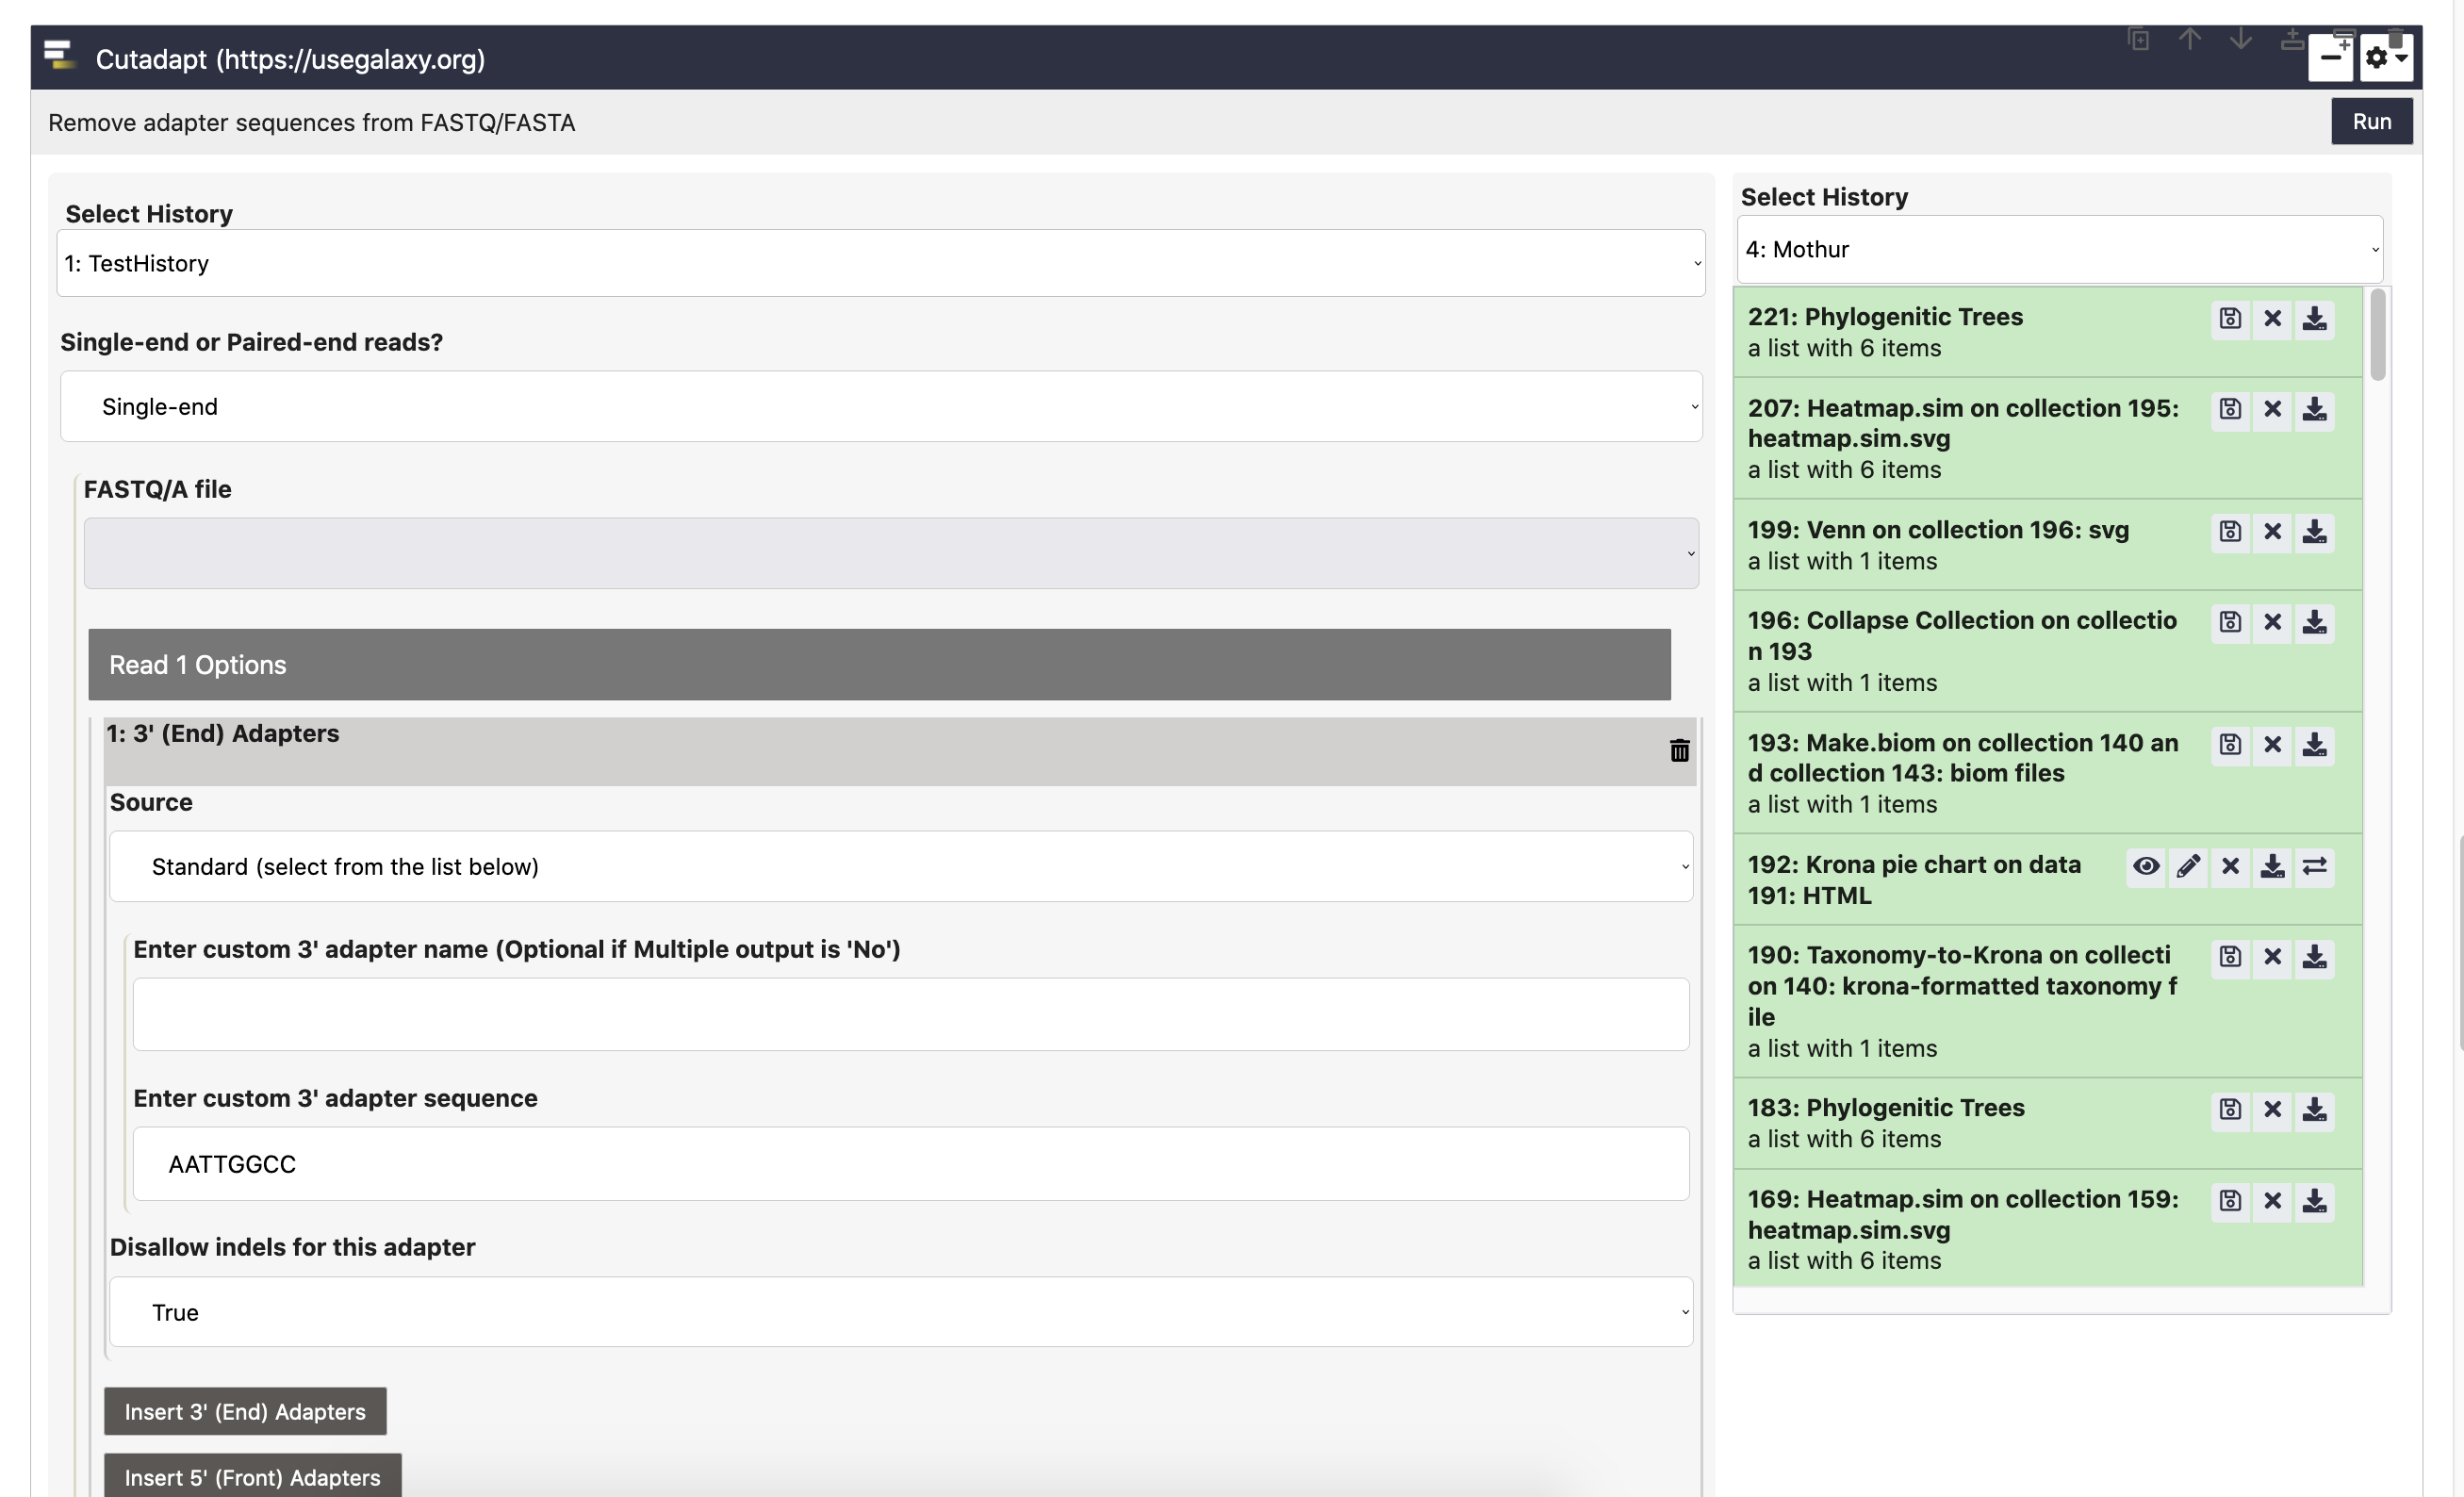 Cutadapt (https://usegalaxy.org)
Remove adapter sequences from FASTQ/FASTA
Run
Select History
1: TestHistory
Single-end or Paired-end reads?
Single-end
FASTQ/A file
Read 1 Options
1: 3' (End) Adapters
Source
Standard (select from the list below)
Enter custom 3' adapter name (Optional if Multiple output is 'No')
Enter custom 3' adapter sequence
AATTGGCC
Disallow indels for this adapter
True
Insert 3' (End) Adapters
Insert 5' (Front) Adapters
Select History
4: Mothur
221: Phylogenitic Trees
a list with 6 items
207: Heatmap.sim on collection 195:
heatmap.sim.svg
a list with 6 items
199: Venn on collection 196: svg
a list with 1 items
196: Collapse Collection on collectio
n 193
a list with 1 items
193: Make.biom on collection 140 an
d collection 143: biom files
a list with 1 items
192: Krona pie chart on data
191: HTML
190: Taxonomy-to-Krona on collecti
on 140: krona-formatted taxonomy f
ile
a list with 1 items
183: Phylogenitic Trees
a list with 6 items
169: Heatmap.sim on collection 159:
heatmap.sim.svg
a list with 6 items